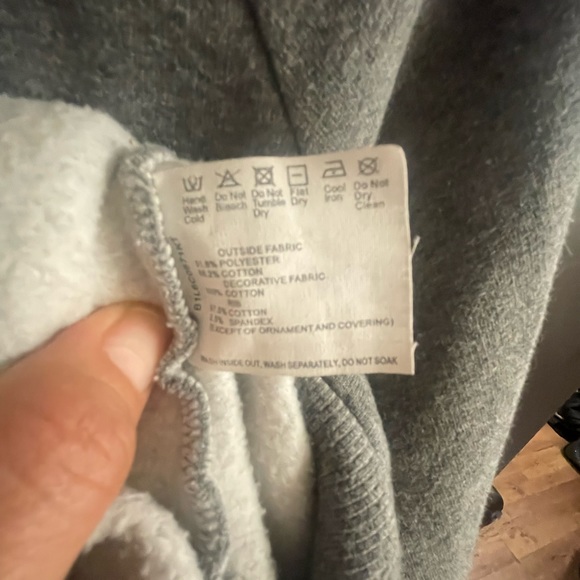 Hand Wash Cold
Do Not Bleach
Do Not Tumble Dry
Flat Dry
Cool Iron
Do Not Dry Clean
OUTSIDE FABRIC
POLYESTER
COTTON
DECORATIVE FABRIC
COTTON
RIB
COTTON
SPANDEX
(EXCEPT OF ORNAMENT AND COVERING)
WASH INSIDE OUT, WASH SEPARATELY, DO NOT SOAK